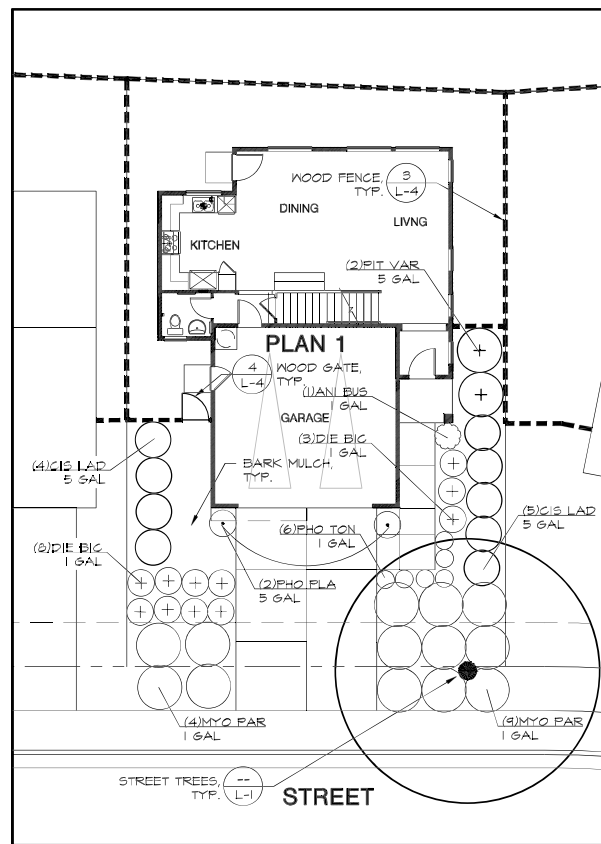 3
WOOD FENCE,
TYP.
L-4
DINING
LIVNG
KITCHEN
(2)PIT VAR
5 GAL
PLAN 1
4
WOOD GATE,
TYP.
L-4
(1)ANI BUS
1 GAL
GARAGE
(3)DIE BIC
1 GAL
(4)CIS LAD
5 GAL
BARK MULCH,
TYP.
(5)CIS LAD
5 GAL
(6)PHO TON
1 GAL
(8)DIE BIC
1 GAL
(2)PHO PLA
5 GAL
(4)MYO PAR
1 GAL
(9)MYO PAR
1 GAL
STREET TREES,
TYP.
--
L-1
STREET